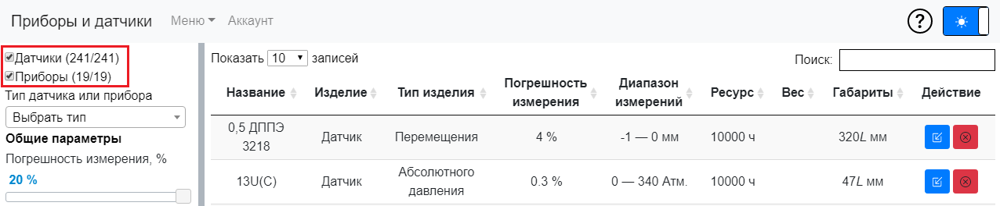 Приборы и датчики Меню Аккаунт ?
Датчики (241/241)
Приборы (19/19)
Тип датчика или прибора
Выбрать тип
Общие параметры
Погрешность измерения, %
20 %
Показать 10 записей
Поиск:
Название Изделие Тип изделия Погрешность измерения Диапазон измерений Ресурс Вес Габариты Действие
0,5 ДППЭ 3218 Датчик Перемещения 4 % -1 — 0 мм 10000 ч 320L мм
13U(C) Датчик Абсолютного давления 0.3 % 0 — 340 Атм. 10000 ч 47L мм